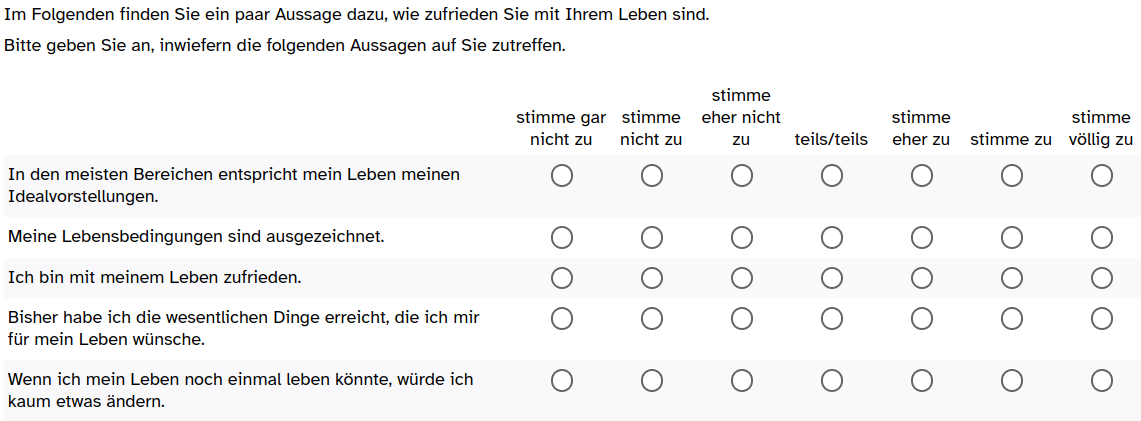 Im Folgenden finden Sie ein paar Aussage dazu, wie zufrieden Sie mit Ihrem Leben sind.
Bitte geben Sie an, inwiefern die folgenden Aussagen auf Sie zutreffen.
stimme gar nicht zu
stimme nicht zu
stimme eher nicht zu
teils/teils
stimme eher zu
stimme zu
stimme völlig zu
In den meisten Bereichen entspricht mein Leben meinen
Idealvorstellungen.
Meine Lebensbedingungen sind ausgezeichnet.
Ich bin mit meinem Leben zufrieden.
Bisher habe ich die wesentlichen Dinge erreicht, die ich mir
für mein Leben wünsche.
Wenn ich mein Leben noch einmal leben könnte, würde ich
kaum etwas ändern.